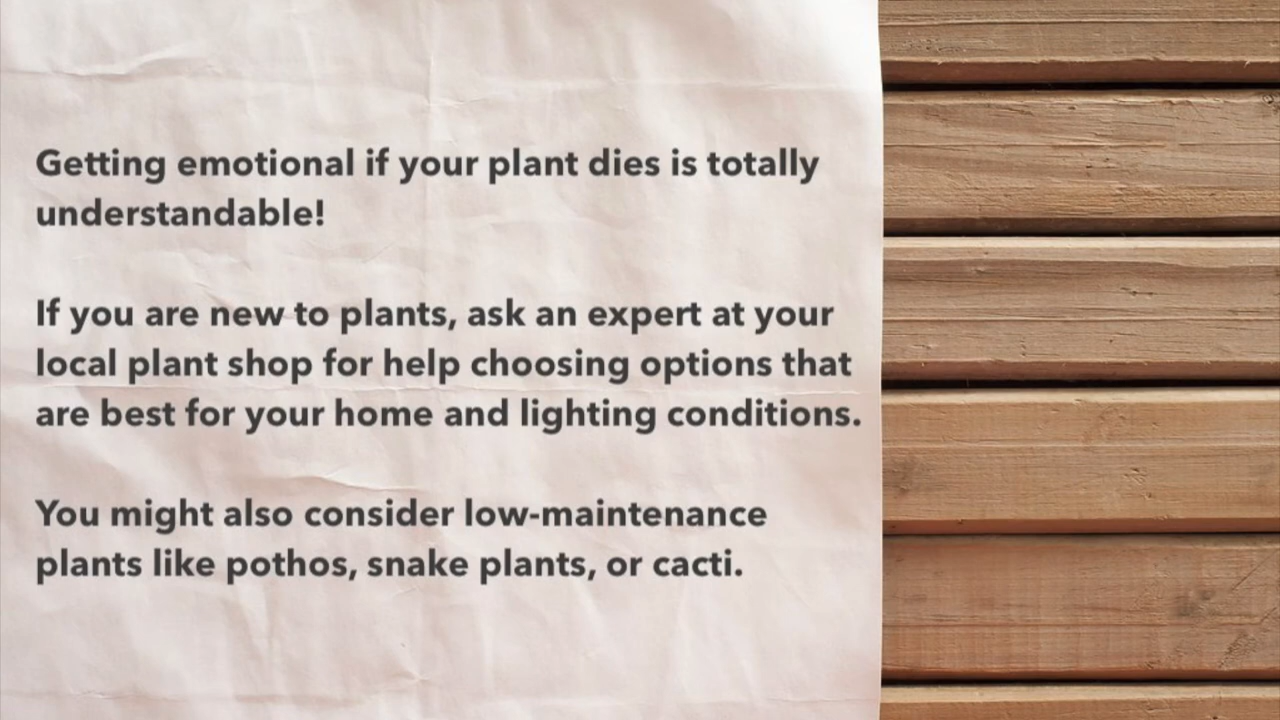 Getting emotional if your plant dies is totally
understandable!
If you are new to plants, ask an expert at your
local plant shop for help choosing options that
are best for your home and lighting conditions.
You might also consider low-maintenance
plants like pothos, snake plants, or cacti.